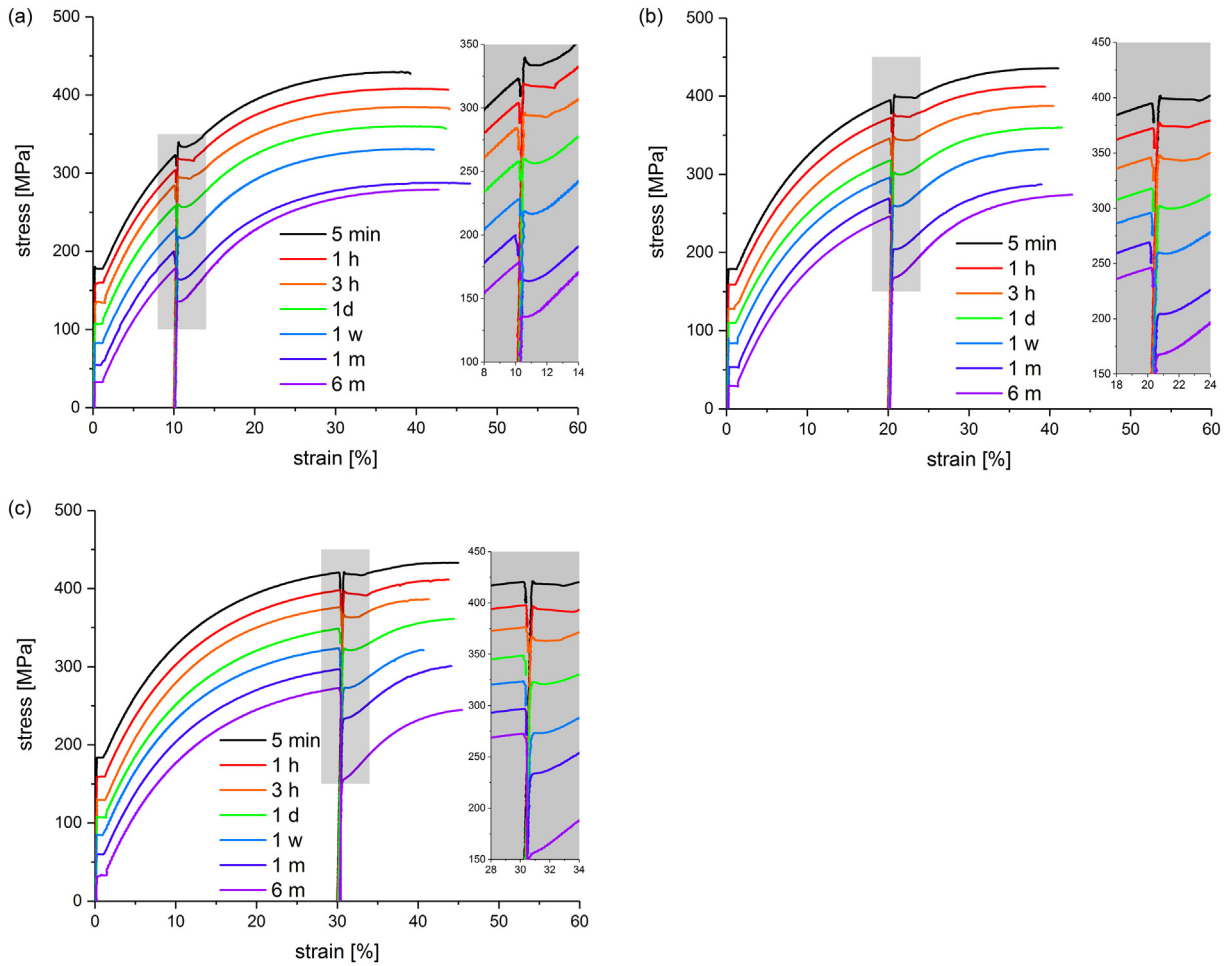 (a)
500
400
300
200
100
0
stress [MPa]
0 10 20 30 40 50 60
strain [%]
5 min
1 h
3 h
1d
1 w
1 m
6 m
350
300
250
200
150
100
8 10 12 14
(b)
500
400
300
200
100
0
stress [MPa]
0 10 20 30 40 50 60
strain [%]
5 min
1 h
3 h
1 d
1 w
1 m
6 m
450
400
350
300
250
200
150
18 20 22 24
(c)
500
400
300
200
100
0
stress [MPa]
0 10 20 30 40 50 60
strain [%]
5 min
1 h
3 h
1 d
1 w
1 m
6 m
450
400
350
300
250
200
150
28 30 32 34